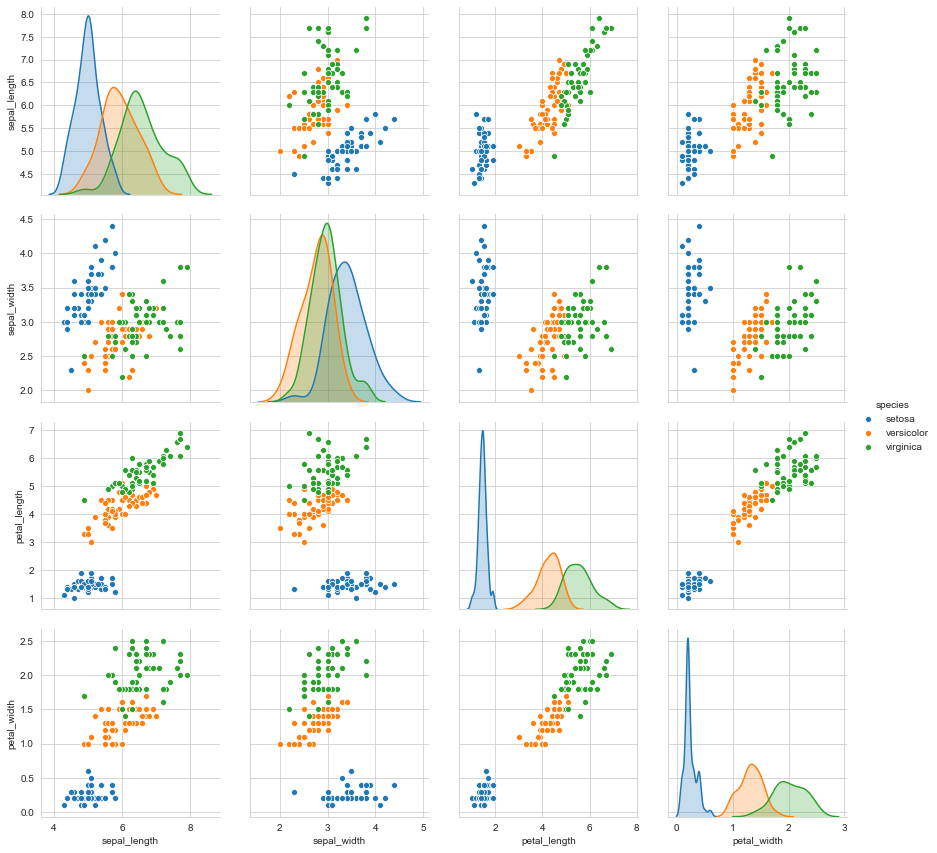 8.0
7.5
7.0
6.5
6.0
5.5
5.0
4.5
sepal_length
4.5
4.0
3.5
3.0
2.5
2.0
sepal_width
species
setosa
versicolor
virginica
7
6
5
4
3
2
1
petal_length
2.5
2.0
1.5
1.0
0.5
0.0
petal_width
4 6 8
sepal_length
2 3 4 5
sepal_width
2 4 6 8
petal_length
0 1 2 3
petal_width